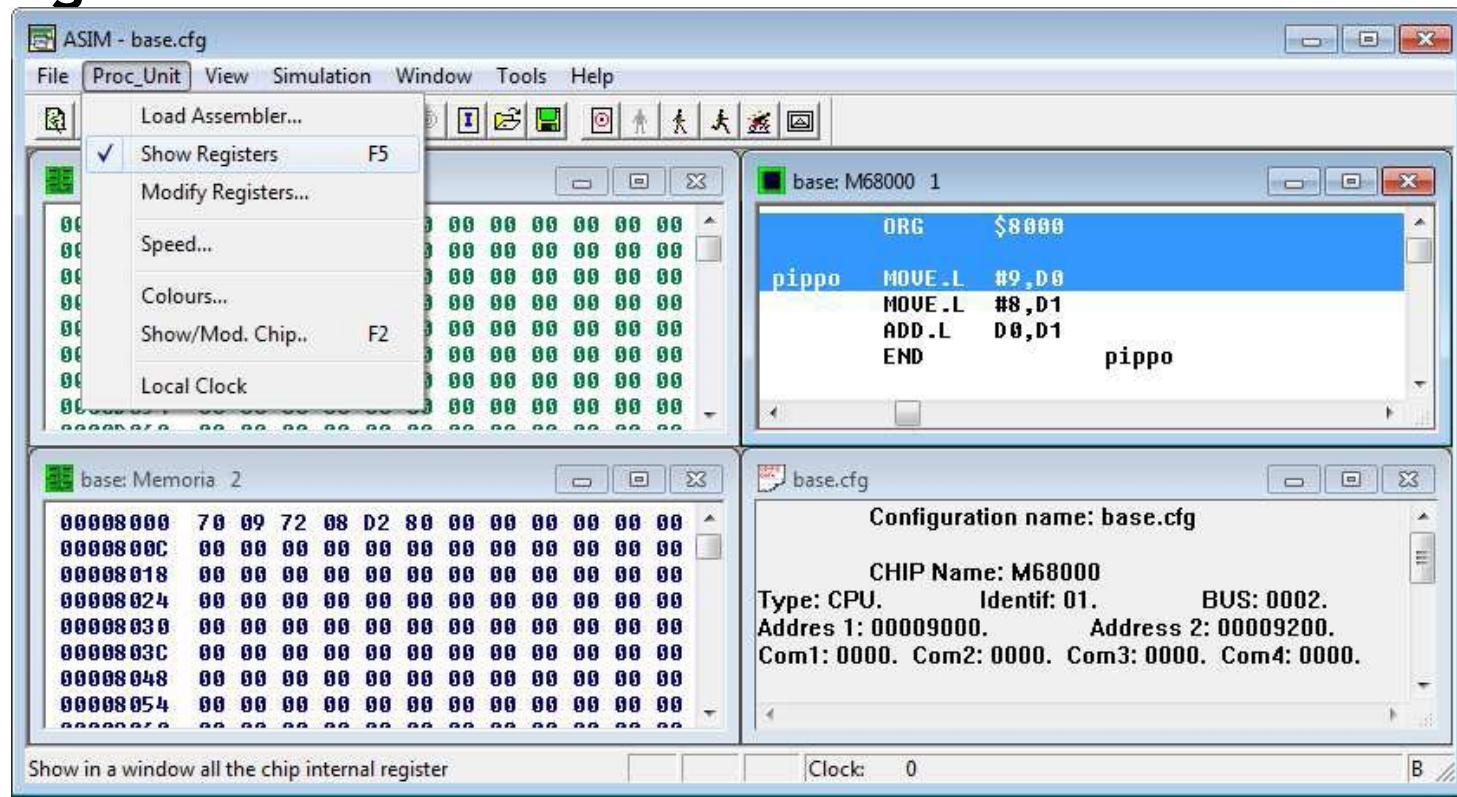 ASIM - base.cfg
File Proc_Unit View Simulation Window Tools Help
Load Assembler...
✓ Show Registers F5
Modify Registers...
Speed...
Colours...
Show/Mod. Chip.. F2
Local Clock
00 00 00 00 00 00
00 00 00 00 00 00
00 00 00 00 00 00
00 00 00 00 00 00
00 00 00 00 00 00
00 00 00 00 00 00
00 00 00 00 00 00
00 00 00 00 00 00
base: M68000 1
ORG $8000
pippo MOVE.L #9,D0
MOVE.L #8,D1
ADD.L D0,D1
END pippo
base: Memoria 2
00008000 70 09 72 08 D2 80 00 00 00 00 00 00
0000800C 00 00 00 00 00 00 00 00 00 00 00 00
00008018 00 00 00 00 00 00 00 00 00 00 00 00
00008024 00 00 00 00 00 00 00 00 00 00 00 00
00008030 00 00 00 00 00 00 00 00 00 00 00 00
0000803C 00 00 00 00 00 00 00 00 00 00 00 00
00008048 00 00 00 00 00 00 00 00 00 00 00 00
00008054 00 00 00 00 00 00 00 00 00 00 00 00
base.cfg
Configuration name: base.cfg
CHIP Name: M68000
Type: CPU. Identif: 01. BUS: 0002.
Addres 1: 00009000. Address 2: 00009200.
Com1: 0000. Com2: 0000. Com3: 0000. Com4: 0000.
Show in a window all the chip internal register
Clock: 0
B